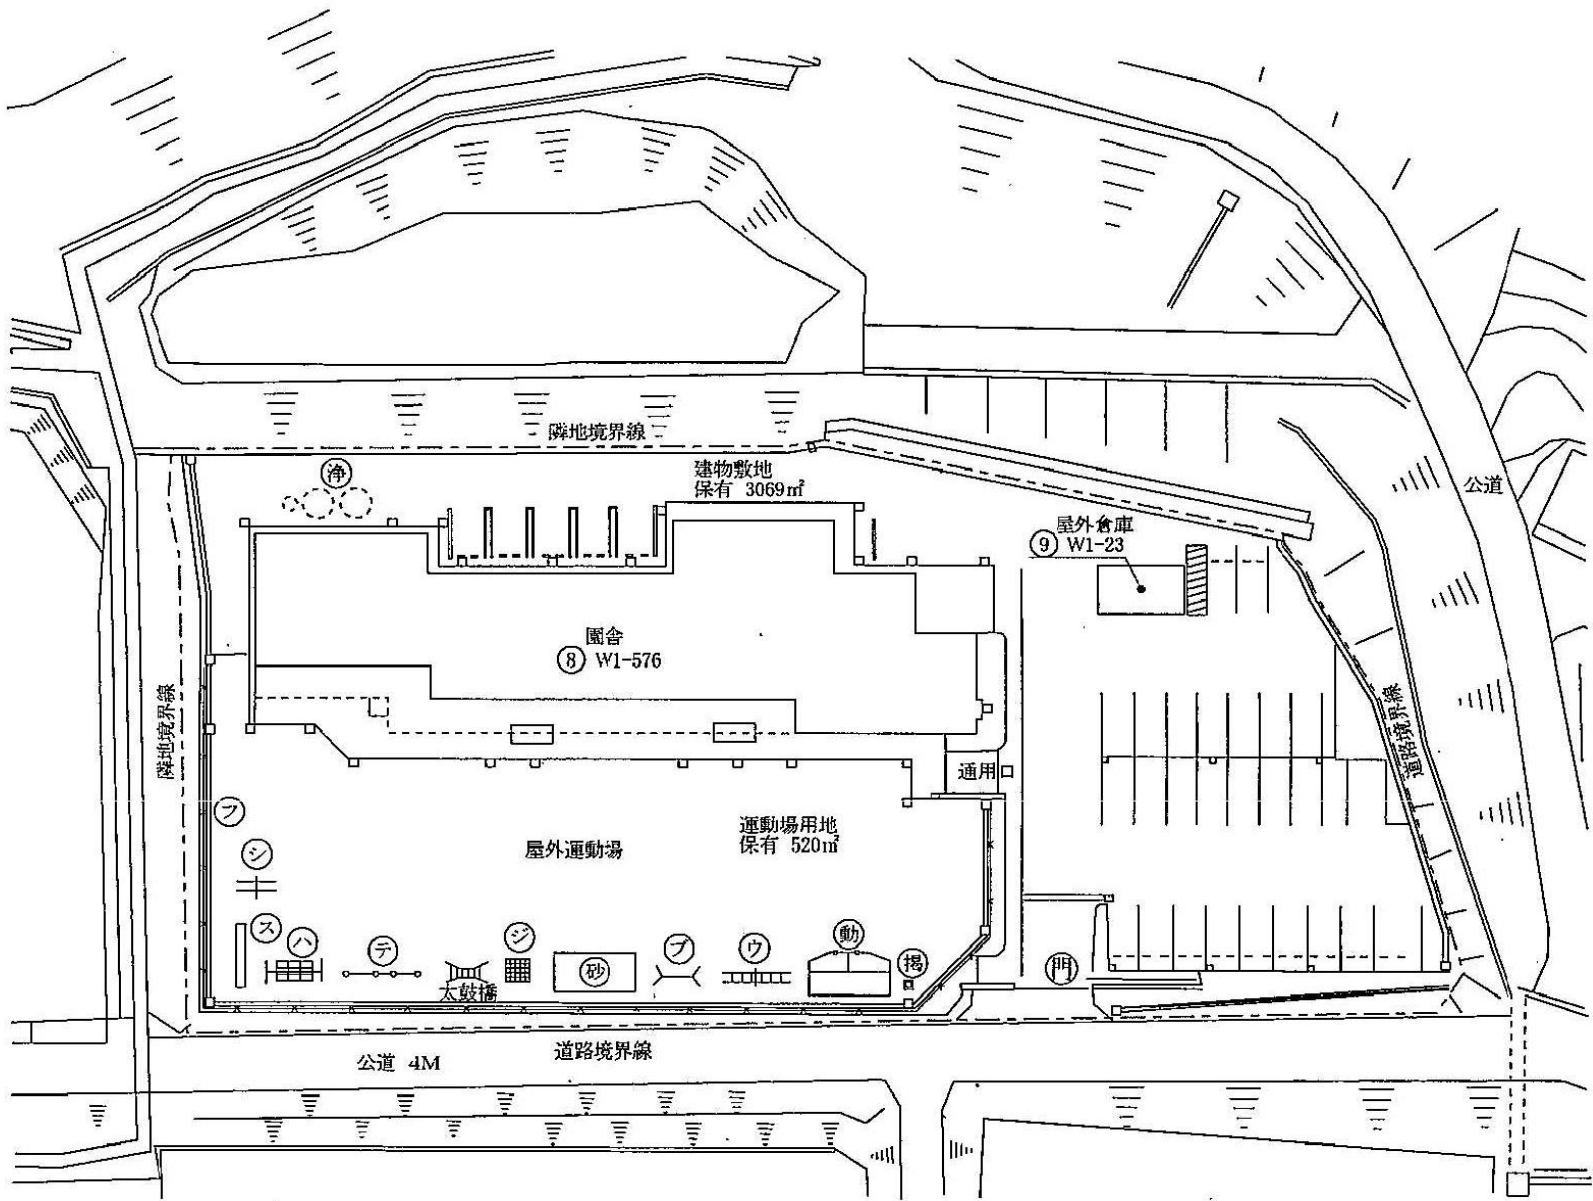 隣地境界線
浄
建物敷地
保有 3069㎡
公道
屋外倉庫
⑨ W1-23
園舎
⑧ W1-576
隣地境界線
道路境界線
通用
フ
運動場用地
保有 520㎡
屋外運動場
シ
ス
ハ
テ
ジ
砂
ブ
ウ
動
掲
門
太鼓橋
道路境界線
公道 4M